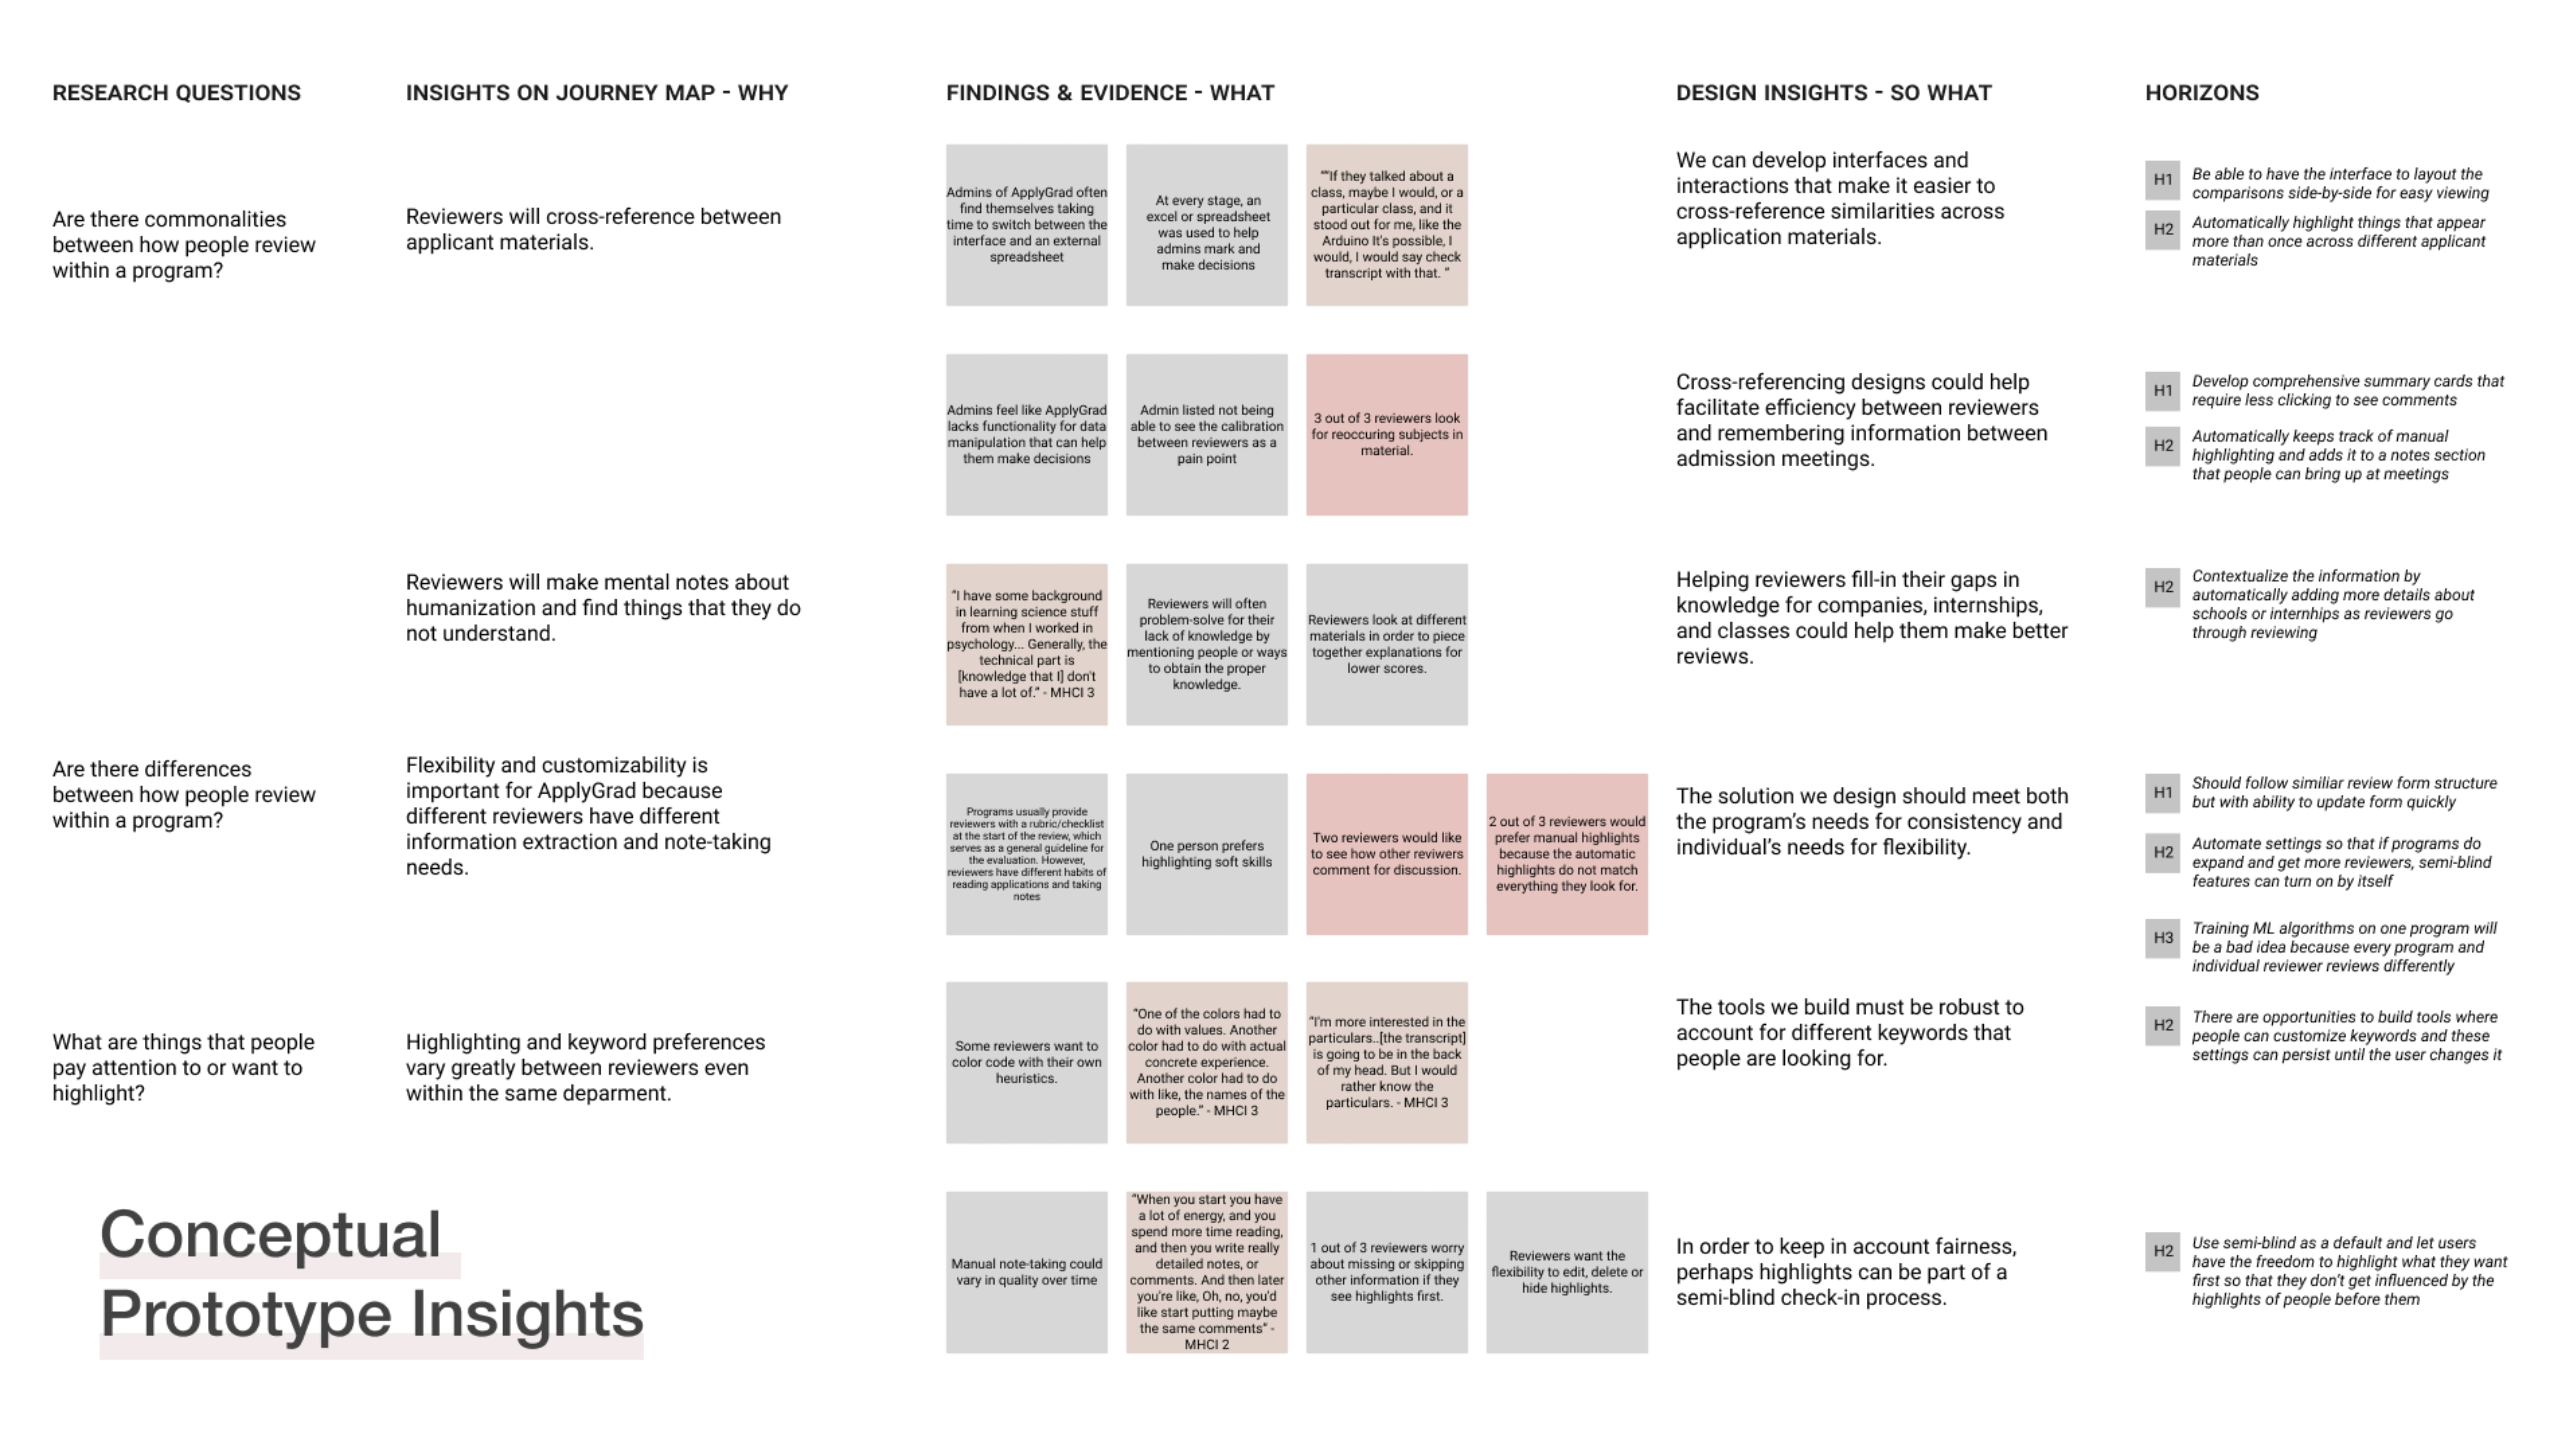 RESEARCH QUESTIONS
INSIGHTS ON JOURNEY MAP - WHY
FINDINGS & EVIDENCE - WHAT
DESIGN INSIGHTS - SO WHAT
HORIZONS
Are there commonalities
between how people review
within a program?
Reviewers will cross-reference between
applicant materials.
Admins of ApplyGrad often
find themselves taking
time to switch between the
interface and an external
spreadsheet
At every stage, an
excel or spreadsheet
was used to help
admins mark and
make decisions
"“If they talked about a
class, maybe I would, or a
particular class, and it
stood out for me, like the
Arduino It's possible, I
would, I would say check
transcript with that. ”
We can develop interfaces and
interactions that make it easier to
cross-reference similarities across
application materials.
H1
Be able to have the interface to layout the
comparisons side-by-side for easy viewing
H2
Automatically highlight things that appear
more than once across different applicant
materials
Admins feel like ApplyGrad
lacks functionality for data
manipulation that can help
them make decisions
Admin listed not being
able to see the calibration
between reviewers as a
pain point
3 out of 3 reviewers look
for reoccuring subjects in
material.
Cross-referencing designs could help
facilitate efficiency between reviewers
and remembering information between
admission meetings.
H1
Develop comprehensive summary cards that
require less clicking to see comments
H2
Automatically keeps track of manual
highlighting and adds it to a notes section
that people can bring up at meetings
Reviewers will make mental notes about
humanization and find things that they do
not understand.
“I have some background
in learning science stuff
from when I worked in
psychology... Generally, the
technical part is
[knowledge that I] don't
have a lot of.” - MHCI 3
Reviewers will often
problem-solve for their
lack of knowledge by
mentioning people or ways
to obtain the proper
knowledge.
Reviewers look at different
materials in order to piece
together explanations for
lower scores.
Helping reviewers fill-in their gaps in
knowledge for companies, internships,
and classes could help them make better
reviews.
H2
Contextualize the information by
automatically adding more details about
schools or internhips as reviewers go
through reviewing
Are there differences
between how people review
within a program?
Flexibility and customizability is
important for ApplyGrad because
different reviewers have different
information extraction and note-taking
needs.
Programs usually provide
reviewers with a rubric/checklist
at the start of the review, which
serves as a general guideline for
the evaluation. However,
reviewers have different habits of
reading applications and taking
notes
One person prefers
highlighting soft skills
Two reviewers would like
to see how other reviwers
comment for discussion.
2 out of 3 reviewers would
prefer manual highlights
because the automatic
highlights do not match
everything they look for.
The solution we design should meet both
the program’s needs for consistency and
individual’s needs for flexibility.
H1
Should follow similiar review form structure
but with ability to update form quickly
H2
Automate settings so that if programs do
expand and get more reviewers, semi-blind
features can turn on by itself
H3
Training ML algorithms on one program will
be a bad idea because every program and
individual reviewer reviews differently
What are things that people
pay attention to or want to
highlight?
Highlighting and keyword preferences
vary greatly between reviewers even
within the same deparment.
Some reviewers want to
color code with their own
heuristics.
“One of the colors had to
do with values. Another
color had to do with actual
concrete experience.
Another color had to do
with like, the names of the
people.” - MHCI 3
“I'm more interested in the
particulars..[the transcript]
is going to be in the back
of my head. But I would
rather know the
particulars. - MHCI 3
The tools we build must be robust to
account for different keywords that
people are looking for.
H2
There are opportunities to build tools where
people can customize keywords and these
settings can persist until the user changes it
Manual note-taking could
vary in quality over time
“When you start you have
a lot of energy, and you
spend more time reading,
and then you write really
detailed notes, or
comments. And then later
you're like, Oh, no, you'd
like start putting maybe
the same comments” -
MHCI 2
1 out of 3 reviewers worry
about missing or skipping
other information if they
see highlights first.
Reviewers want the
flexibility to edit, delete or
hide highlights.
In order to keep in account fairness,
perhaps highlights can be part of a
semi-blind check-in process.
H2
Use semi-blind as a default and let users
have the freedom to highlight what they want
first so that they don’t get influenced by the
highlights of people before them
Conceptual
Prototype Insights